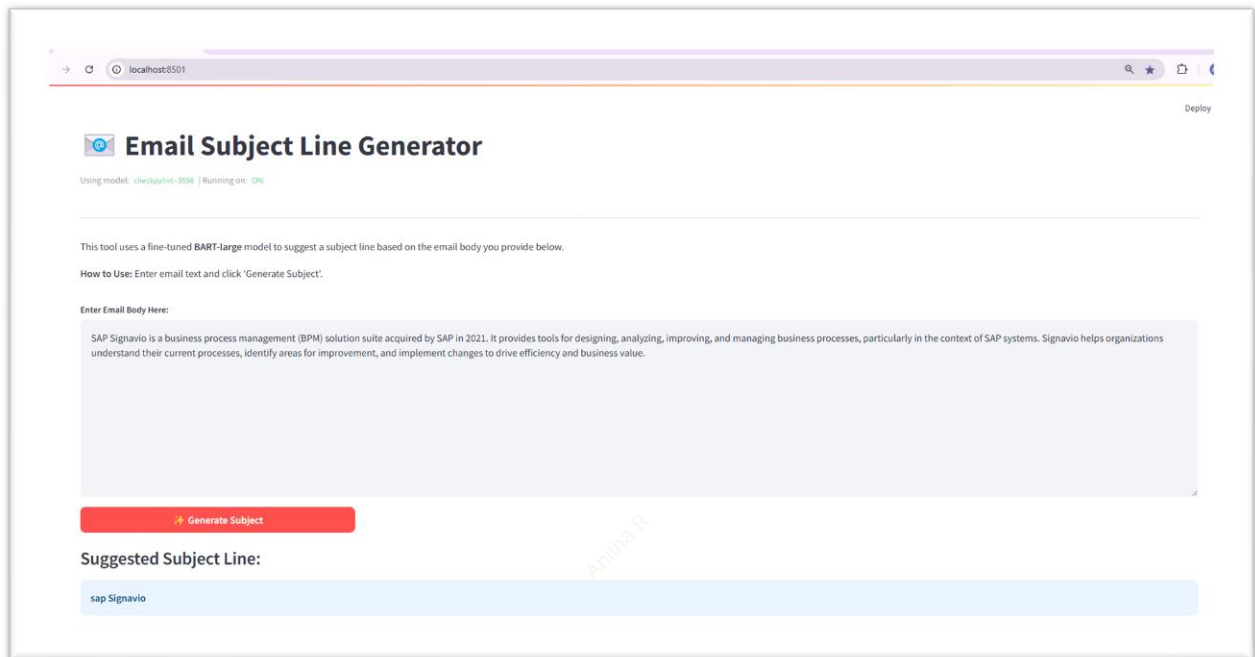 localhost:8501
Deploy
Email Subject Line Generator
Using model: checkpoint-3596 | Running on: CPU
This tool uses a fine-tuned BART-large model to suggest a subject line based on the email body you provide below.
How to Use: Enter email text and click 'Generate Subject'.
Enter Email Body Here:
SAP Signavio is a business process management (BPM) solution suite acquired by SAP in 2021. It provides tools for designing, analyzing, improving, and managing business processes, particularly in the context of SAP systems. Signavio helps organizations
understand their current processes, identify areas for improvement, and implement changes to drive efficiency and business value.
✨ Generate Subject
Anitha R
Suggested Subject Line:
sap Signavio